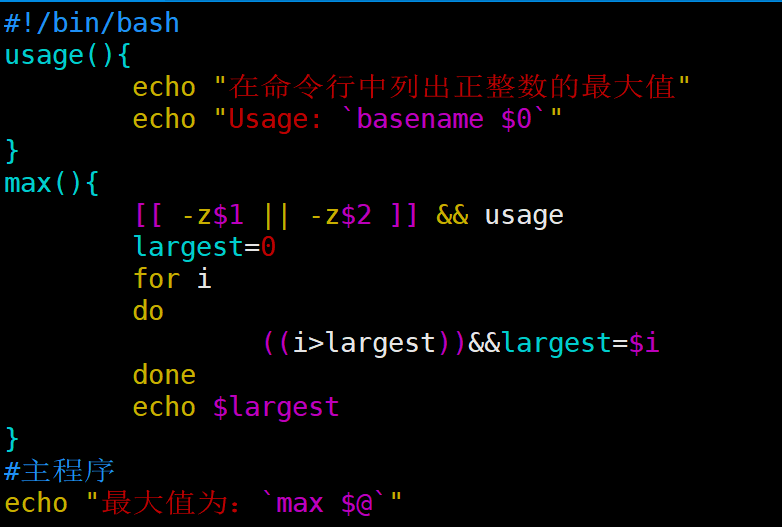 #!/bin/bash
usage(){
        echo "在命令行中列出正整数的最大值"
        echo "Usage: `basename $0`"
}
max(){
        [[ -z$1 || -z$2 ]] && usage
        largest=0
        for i
        do
                ((i>largest))&&largest=$i
        done
        echo $largest
}
#主程序
echo "最大值为: `max $@`"